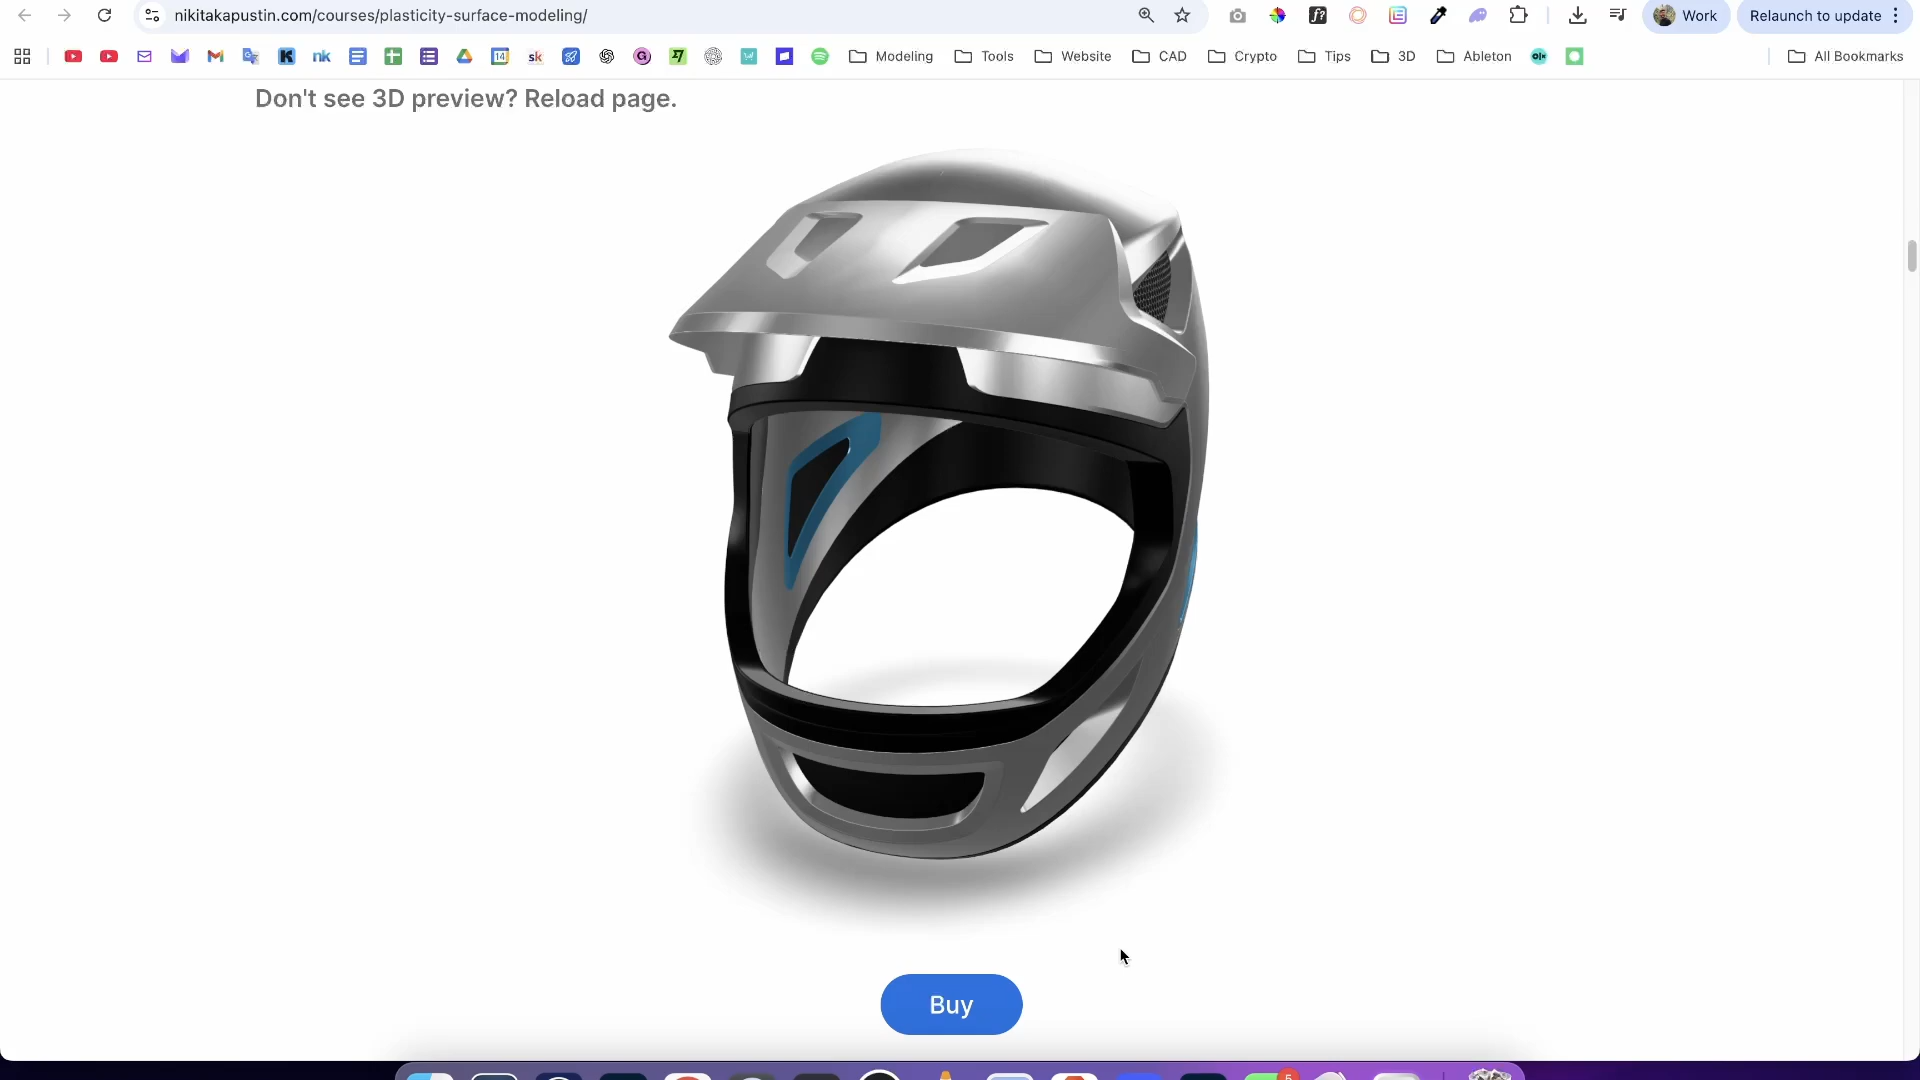 nikitakapustin.com/courses/plasticity-surface-modeling/
Work
Relaunch to update
Modeling
Tools
Website
CAD
Crypto
Tips
3D
Ableton
All Bookmarks
Don't see 3D preview? Reload page.
Buy